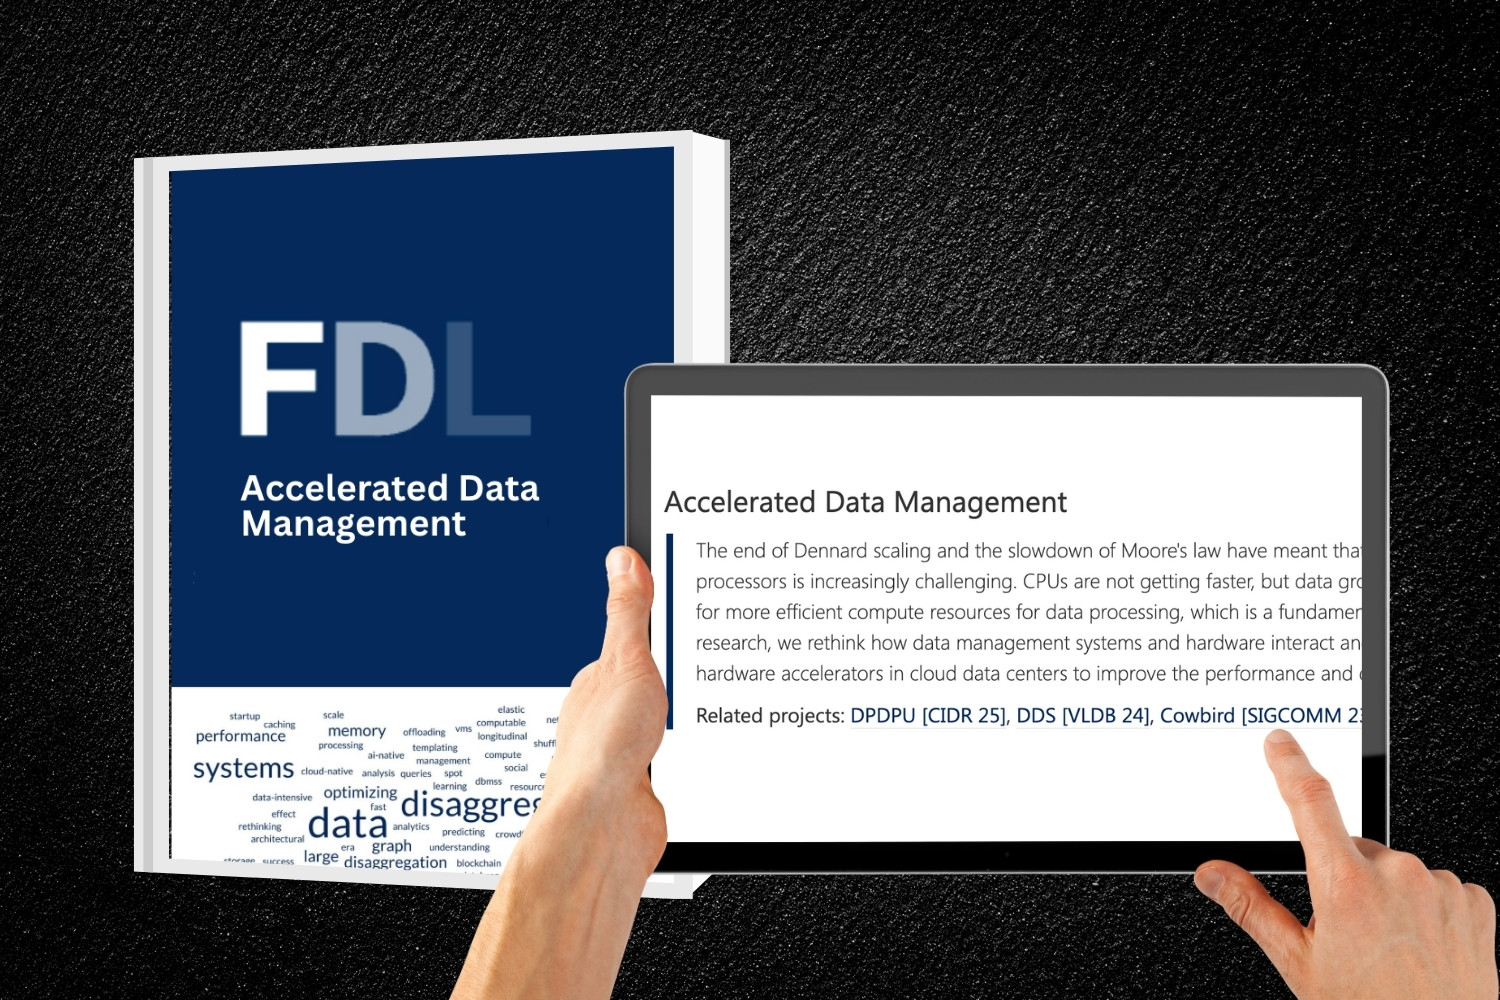 FDL
Accelerated Data
Management
startup
scale
elastic
caching
memory
offloading
vms
computable
performance
longitudinal
processing
templating
ai-native
management
compute
systems
cloud-native
analysis
queries
spot
social
learning
dbmss
data-intensive
optimizing
fast
effect
data
analytics
rethinking
predicting
architectural
era
graph
understanding
large
disaggregation
blockchain
success
Accelerated Data Management
The end of Dennard scaling and the slowdown of Moore's law have meant
processors is increasingly challenging. CPUs are not getting faster, but data
for more efficient compute resources for data processing, which is a
research, we rethink how data management systems and hardware interact
hardware accelerators in cloud data centers to improve the performance and
Related projects: DPDPU [CIDR 25], DDS [VLDB 24], Cowbird [SIGCOMM 23